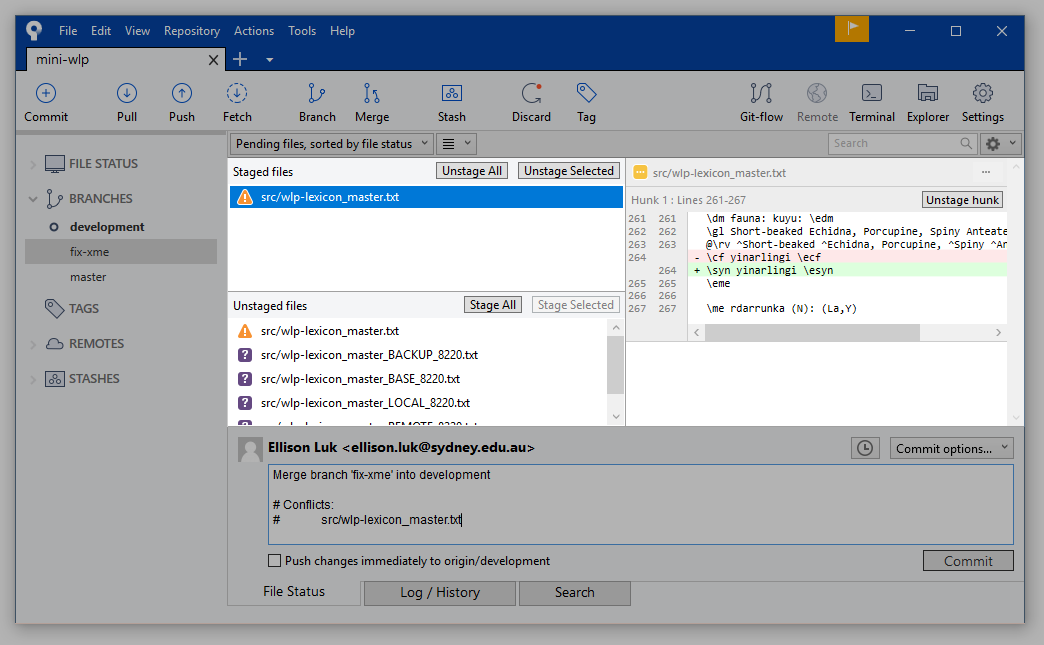 File Edit View Repository Actions Tools Help
mini-wlp
Commit Pull Push Fetch Branch Merge Stash Discard Tag Git-flow Remote Terminal Explorer Settings
Pending files, sorted by file status
Search
FILE STATUS
BRANCHES
development
fix-xme
master
TAGS
REMOTES
STASHES
Staged files Unstage All Unstage Selected
src/wlp-lexicon_master.txt
Unstaged files Stage All Stage Selected
src/wlp-lexicon_master.txt
src/wlp-lexicon_master_BACKUP_8220.txt
src/wlp-lexicon_master_BASE_8220.txt
src/wlp-lexicon_master_LOCAL_8220.txt
src/wlp-lexicon_master.txt
Hunk 1 : Lines 261-267 Unstage hunk
261 261 \dm fauna: kuyu: \edm
262 262 \gl Short-beaked Echidna, Porcupine, Spiny Anteate
263 263 @\rv ^Short-beaked ^Echidna, Porcupine, ^Spiny ^An
264 - \cf yinarlingi \ecf
264 + \syn yinarlingi \esyn
265 265 \eme
266 266
267 267 \me rdarrunka (N): (La,Y)
Ellison Luk <ellison.luk@sydney.edu.au>
Commit options...
Merge branch 'fix-xme' into development
# Conflicts:
# src/wlp-lexicon_master.txt
Push changes immediately to origin/development
Commit
File Status Log / History Search